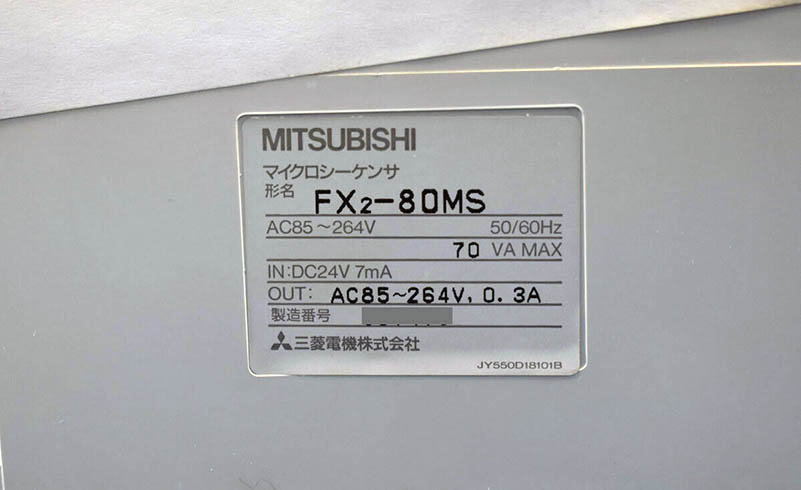 MITSUBISHI
マイクロシーケンサ
形名 FX2-80MS
AC85~264V 50/60Hz
70 VA MAX
IN:DC24V 7mA
OUT: AC85~264V, 0.3A
製造番号
三菱電機株式会社
JY550D18101B